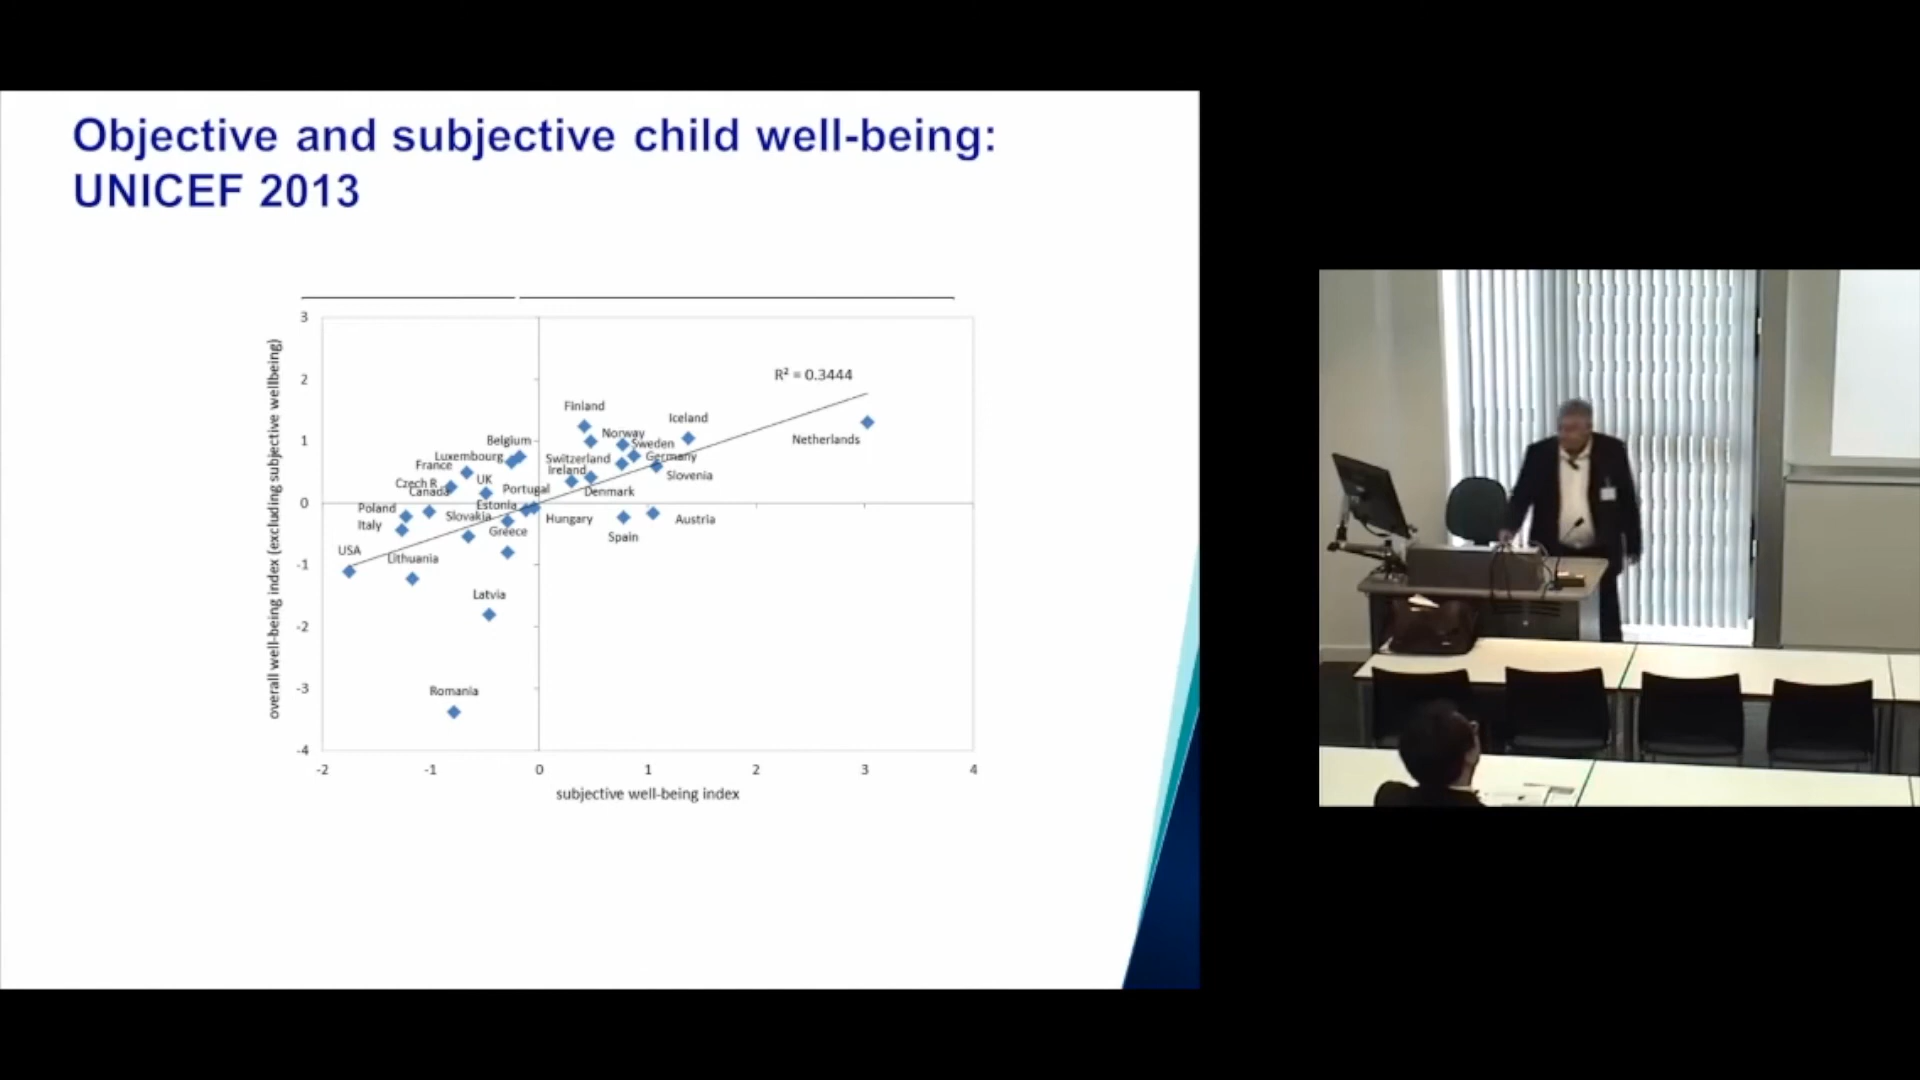 Objective and subjective child well-being:
UNICEF 2013
3
2
1
0
-1
-2
-3
-4
overall well-being index (excluding subjective wellbeing)
R² = 0.3444
Finland
Iceland
Norway
Netherlands
Belgium
Sweden
Luxembourg
Switzerland
Germany
France
Ireland
Slovenia
Czech R
UK
Canada
Portugal
Denmark
Poland
Estonia
Slovakia
Hungary
Austria
Italy
Greece
Spain
USA
Lithuania
Latvia
Romania
-2 -1 0 1 2 3 4
subjective well-being index